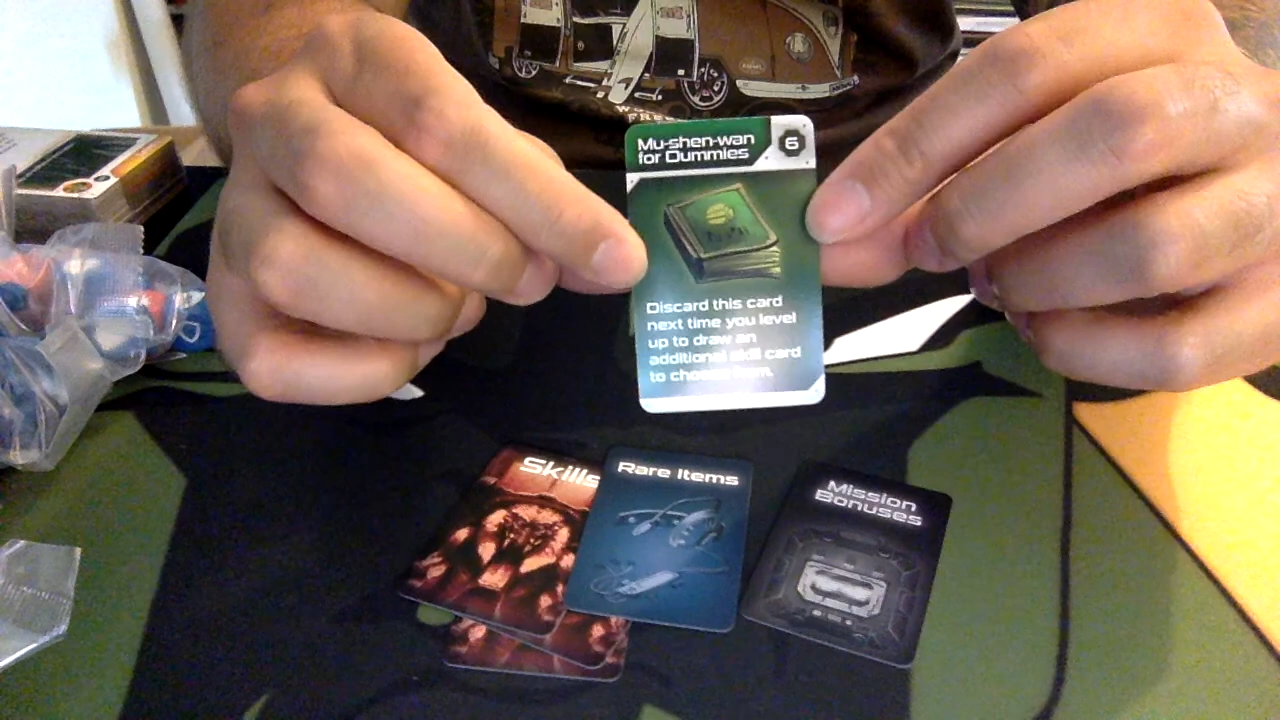 Mu-shen-wan
for Dummies
6
Discard this card
next time you level
up to draw an
additional skill card
to choose from.
Skills
Rare Items
Mission
Bonuses